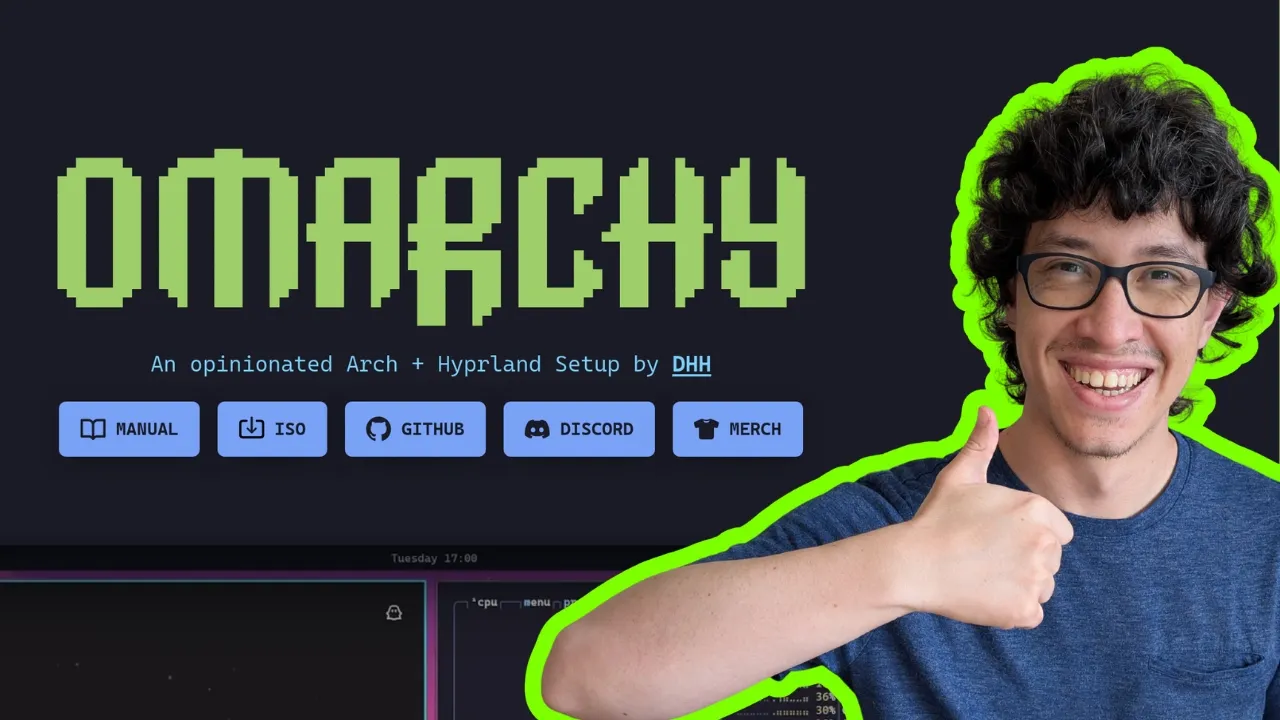 OMARCHY
An opinionated Arch + Hyprland Setup by DHH
MANUAL ISO GITHUB DISCORD MERCH
Tuesday 17:00
cpu menu
36%
30%